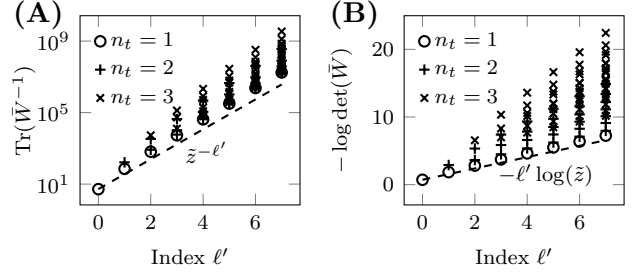 (A)
Tr(W̄⁻¹)
10⁹
10⁵
10¹
n_t = 1
n_t = 2
n_t = 3
z̃^{-ℓ′}
0 2 4 6
Index ℓ′
(B)
− log det(W̄)
20
10
0
n_t = 1
n_t = 2
n_t = 3
−ℓ′ log(z̃)
0 2 4 6
Index ℓ′